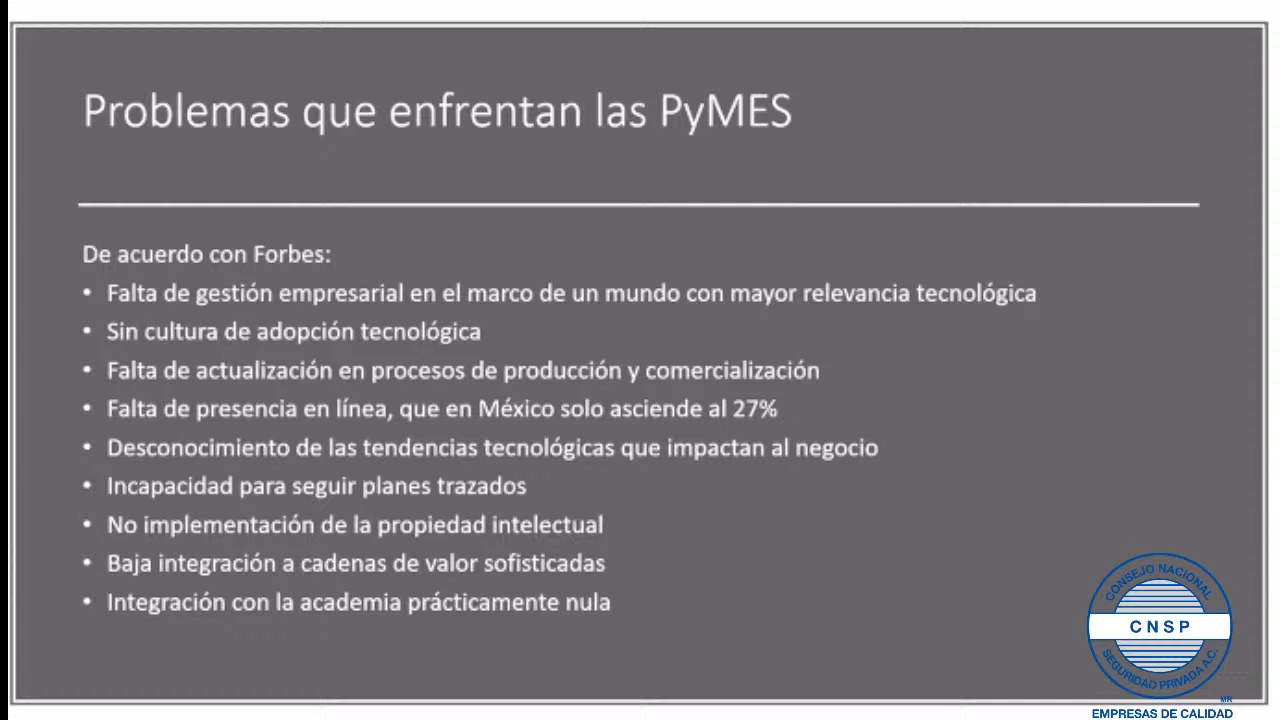 Problemas que enfrentan las PyMES
De acuerdo con Forbes:
• Falta de gestión empresarial en el marco de un mundo con mayor relevancia tecnológica
• Sin cultura de adopción tecnológica
• Falta de actualización en procesos de producción y comercialización
• Falta de presencia en línea, que en México solo asciende al 27%
• Desconocimiento de las tendencias tecnológicas que impactan al negocio
• Incapacidad para seguir planes trazados
• No implementación de la propiedad intelectual
• Baja integración a cadenas de valor sofisticadas
• Integración con la academia prácticamente nula
CONSEJO NACIONAL
CNSP
SEGURIDAD PRIVADA A.C.
MR
EMPRESAS DE CALIDAD